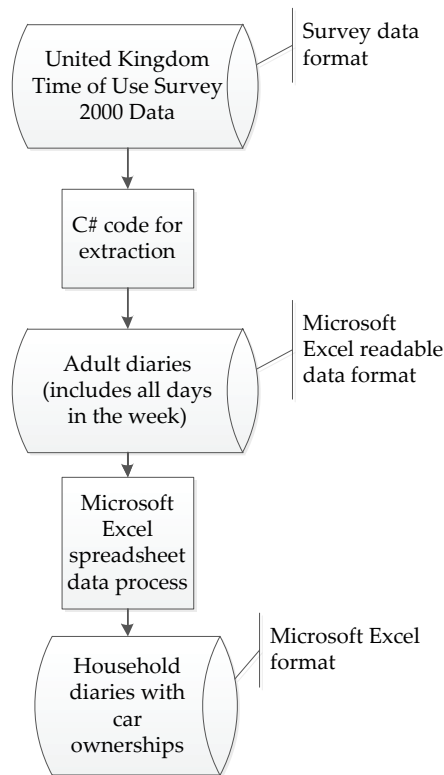 United Kingdom
Time of Use Survey
2000 Data
Survey data
format
C# code for
extraction
Adult diaries
(includes all days
in the week)
Microsoft
Excel readable
data format
Microsoft
Excel
spreadsheet
data process
Household
diaries with
car
ownerships
Microsoft Excel
format